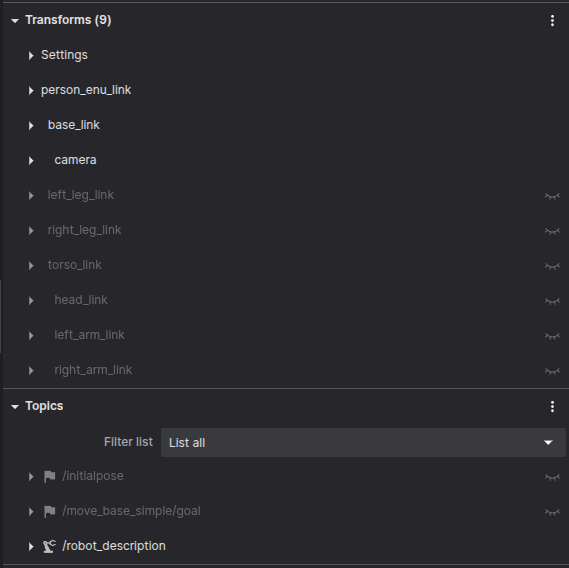 Transforms (9)
Settings
person_enu_link
base_link
camera
left_leg_link
right_leg_link
torso_link
head_link
left_arm_link
right_arm_link
Topics
Filter list List all
/initialpose
/move_base_simple/goal
/robot_description